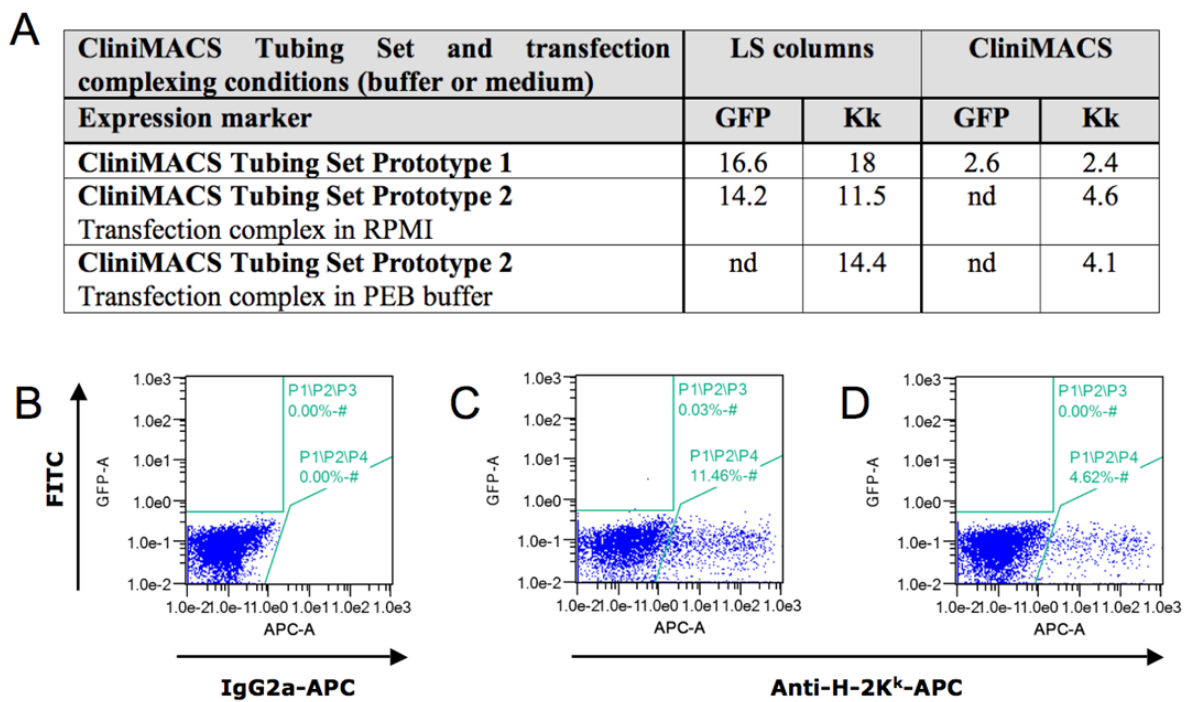 A
CliniMACS Tubing Set and transfection LS columns CliniMACS
complexing conditions (buffer or medium)
Expression marker GFP Kk GFP Kk
CliniMACS Tubing Set Prototype 1 16.6 18 2.6 2.4
CliniMACS Tubing Set Prototype 2 14.2 11.5 nd 4.6
Transfection complex in RPMI
CliniMACS Tubing Set Prototype 2 nd 14.4 nd 4.1
Transfection complex in PEB buffer
B
FITC
GFP-A
1.0e3
1.0e2
1.0e1
1.0e0
1.0e-1
1.0e-2
P1\P2\P3
0.00%-#
P1\P2\P4
0.00%-#
1.0e-21.0e-11.0e0 1.0e11.0e2 1.0e3
APC-A
IgG2a-APC
C
GFP-A
1.0e3
1.0e2
1.0e1
1.0e0
1.0e-1
1.0e-2
P1\P2\P3
0.03%-#
P1\P2\P4
11.46%-#
1.0e-21.0e-11.0e0 1.0e11.0e2 1.0e3
APC-A
D
GFP-A
1.0e3
1.0e2
1.0e1
1.0e0
1.0e-1
1.0e-2
P1\P2\P3
0.00%-#
P1\P2\P4
4.62%-#
1.0e-21.0e-11.0e0 1.0e11.0e2 1.0e3
APC-A
Anti-H-2Kᵏ-APC